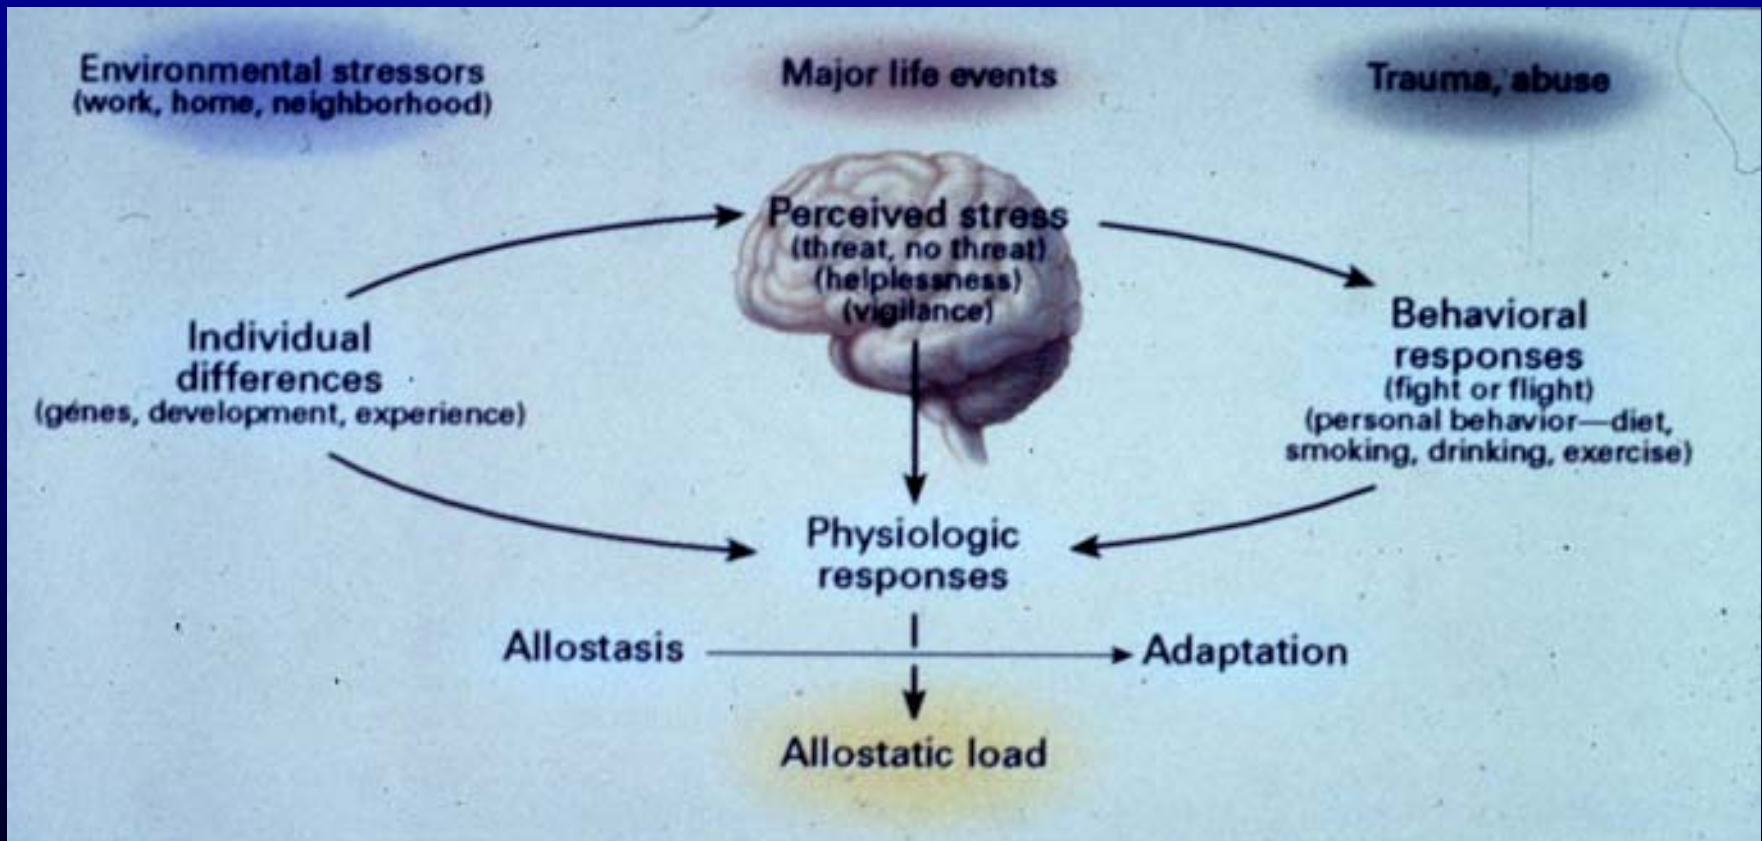 Environmental stressors
(work, home, neighborhood)
Major life events
Trauma, abuse
Perceived stress
(threat, no threat)
(helplessness)
(vigilance)
Individual
differences
(genes, development, experience)
Behavioral
responses
(fight or flight)
(personal behavior—diet,
smoking, drinking, exercise)
Physiologic
responses
Allostasis
Adaptation
Allostatic load